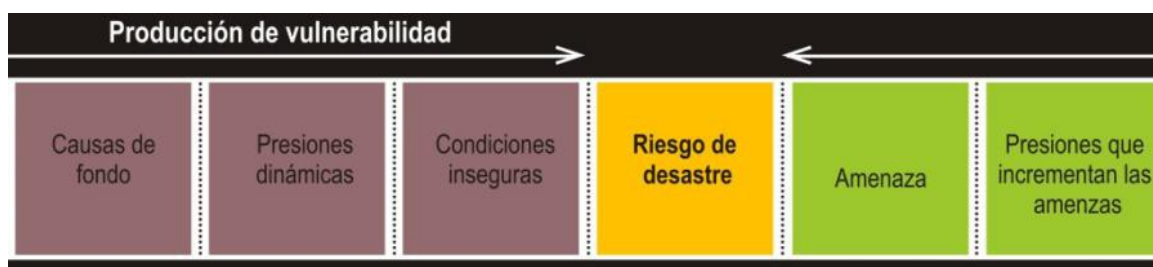 Producción de vulnerabilidad
Causas de
fondo
Presiones
dinámicas
Condiciones
inseguras
Riesgo de
desastre
Amenaza
Presiones que
incrementan las
amenzas